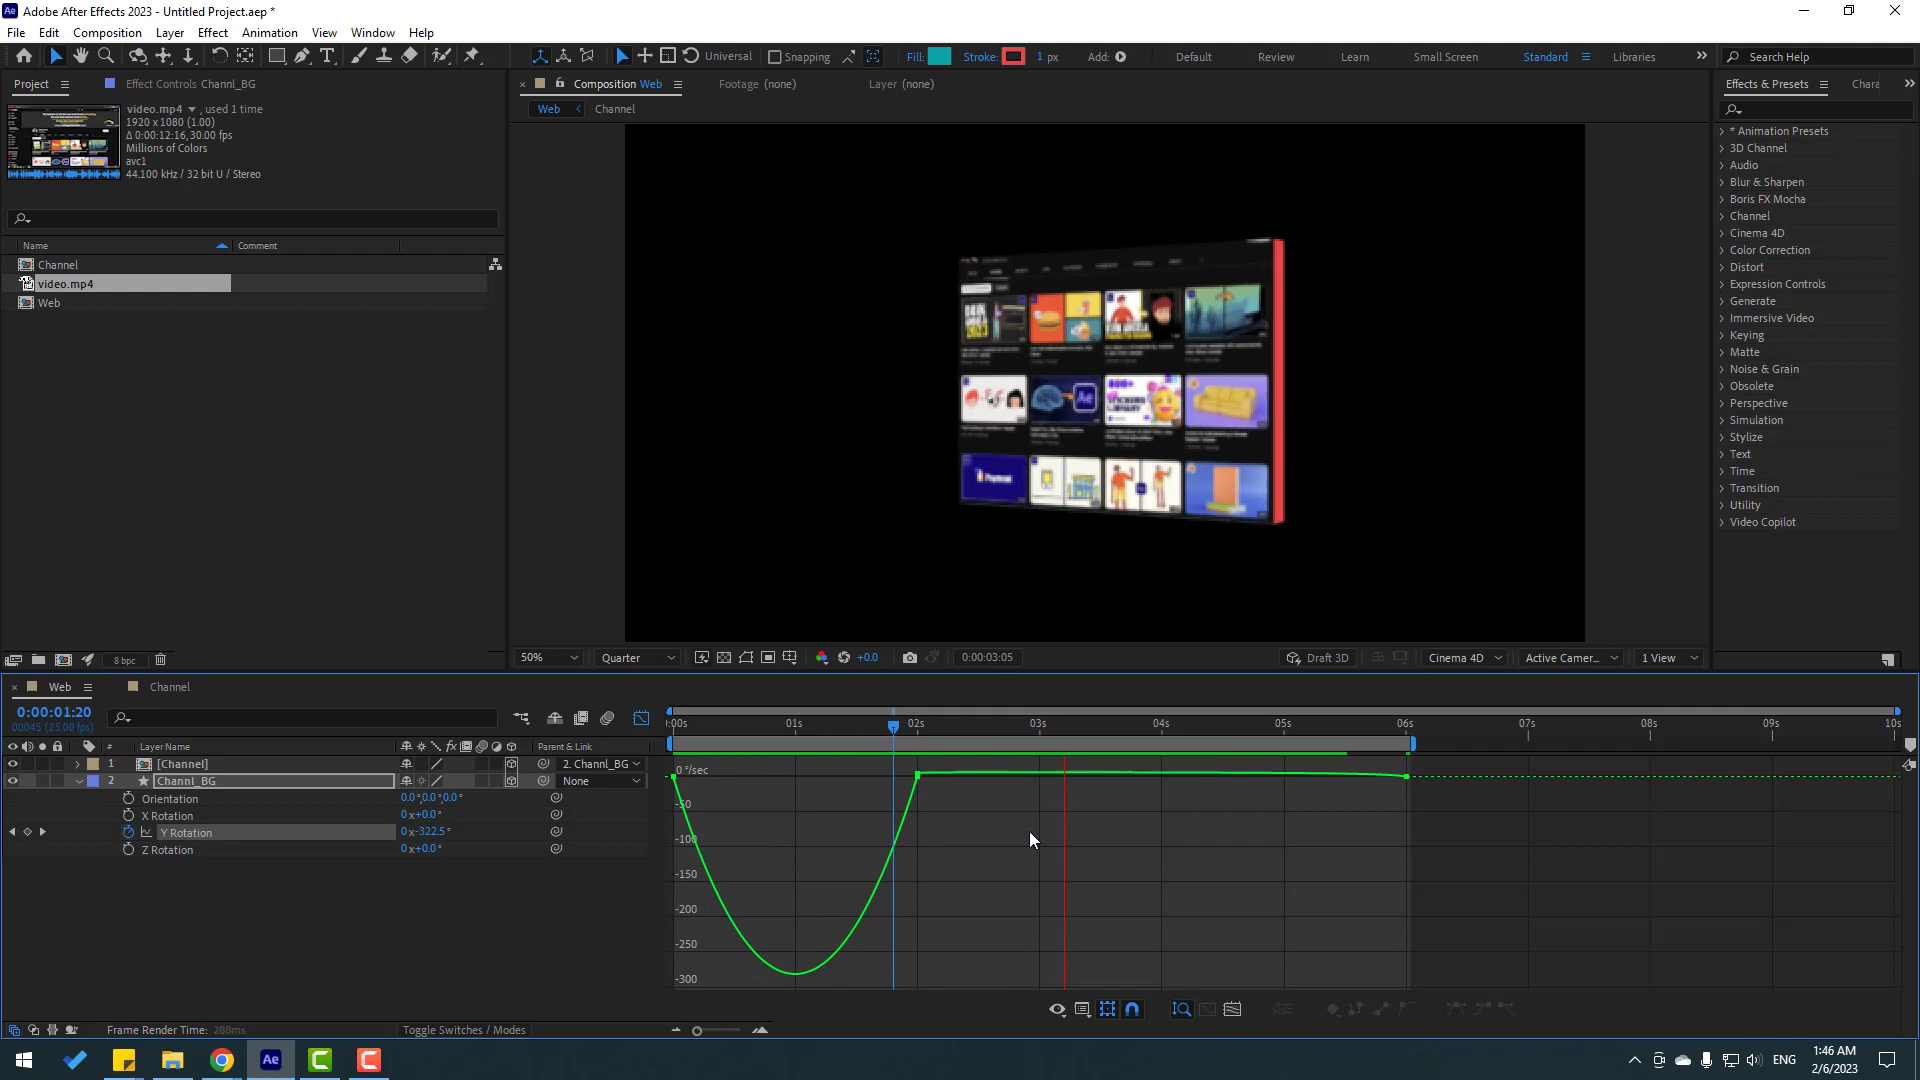 Adobe After Effects 2023 - Untitled Project.aep *
File Edit Composition Layer Effect Animation View Window Help
Universal Snapping Fill: Stroke: 1 px Add: Default Review Learn Small Screen Standard Libraries Search Help
Project Effect Controls Channl_BG
Composition Web Footage (none) Layer (none)
Effects & Presets Chara
Web Channel
video.mp4 , used 1 time
1920 x 1080 (1.00)
Δ 0:00:12:16, 30.00 fps
Millions of Colors
avc1
44.100 kHz / 32 bit U / Stereo
Name Comment
Channel
video.mp4
Web
* Animation Presets
3D Channel
Audio
Blur & Sharpen
Boris FX Mocha
Channel
Cinema 4D
Color Correction
Distort
Expression Controls
Generate
Immersive Video
Keying
Matte
Noise & Grain
Obsolete
Perspective
Simulation
Stylize
Text
Time
Transition
Utility
Video Copilot
8 bpc
50% Quarter +0.0 0:00:03:05 Draft 3D Cinema 4D Active Camer... 1 View
Web Channel
0:00:01:20
00045 (25.00 fps)
:00s 01s 02s 03s 04s 05s 06s 07s 08s 09s 10s
# Layer Name Parent & Link
1 [Channel] 2. Channl_BG
2 Channl_BG None
Orientation 0.0°,0.0°,0.0°
X Rotation 0x+0.0°
Y Rotation 0x-322.5°
Z Rotation 0x+0.0°
0 °/sec
-50
-100
-150
-200
-250
-300
Frame Render Time: 288ms Toggle Switches / Modes
Ae
ENG
1:46 AM
2/6/2023